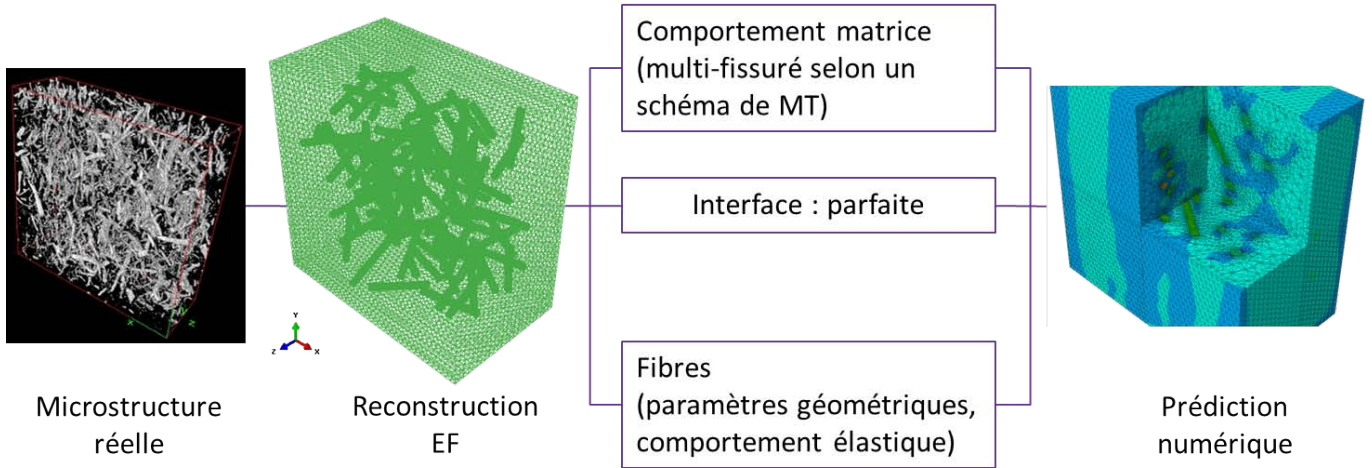 Comportement matrice
(multi-fissuré selon un
schéma de MT)
Interface : parfaite
Fibres
(paramètres géométriques,
comportement élastique)
Microstructure
réelle
Reconstruction
EF
Prédiction
numérique
Y
Z
X
X
Z